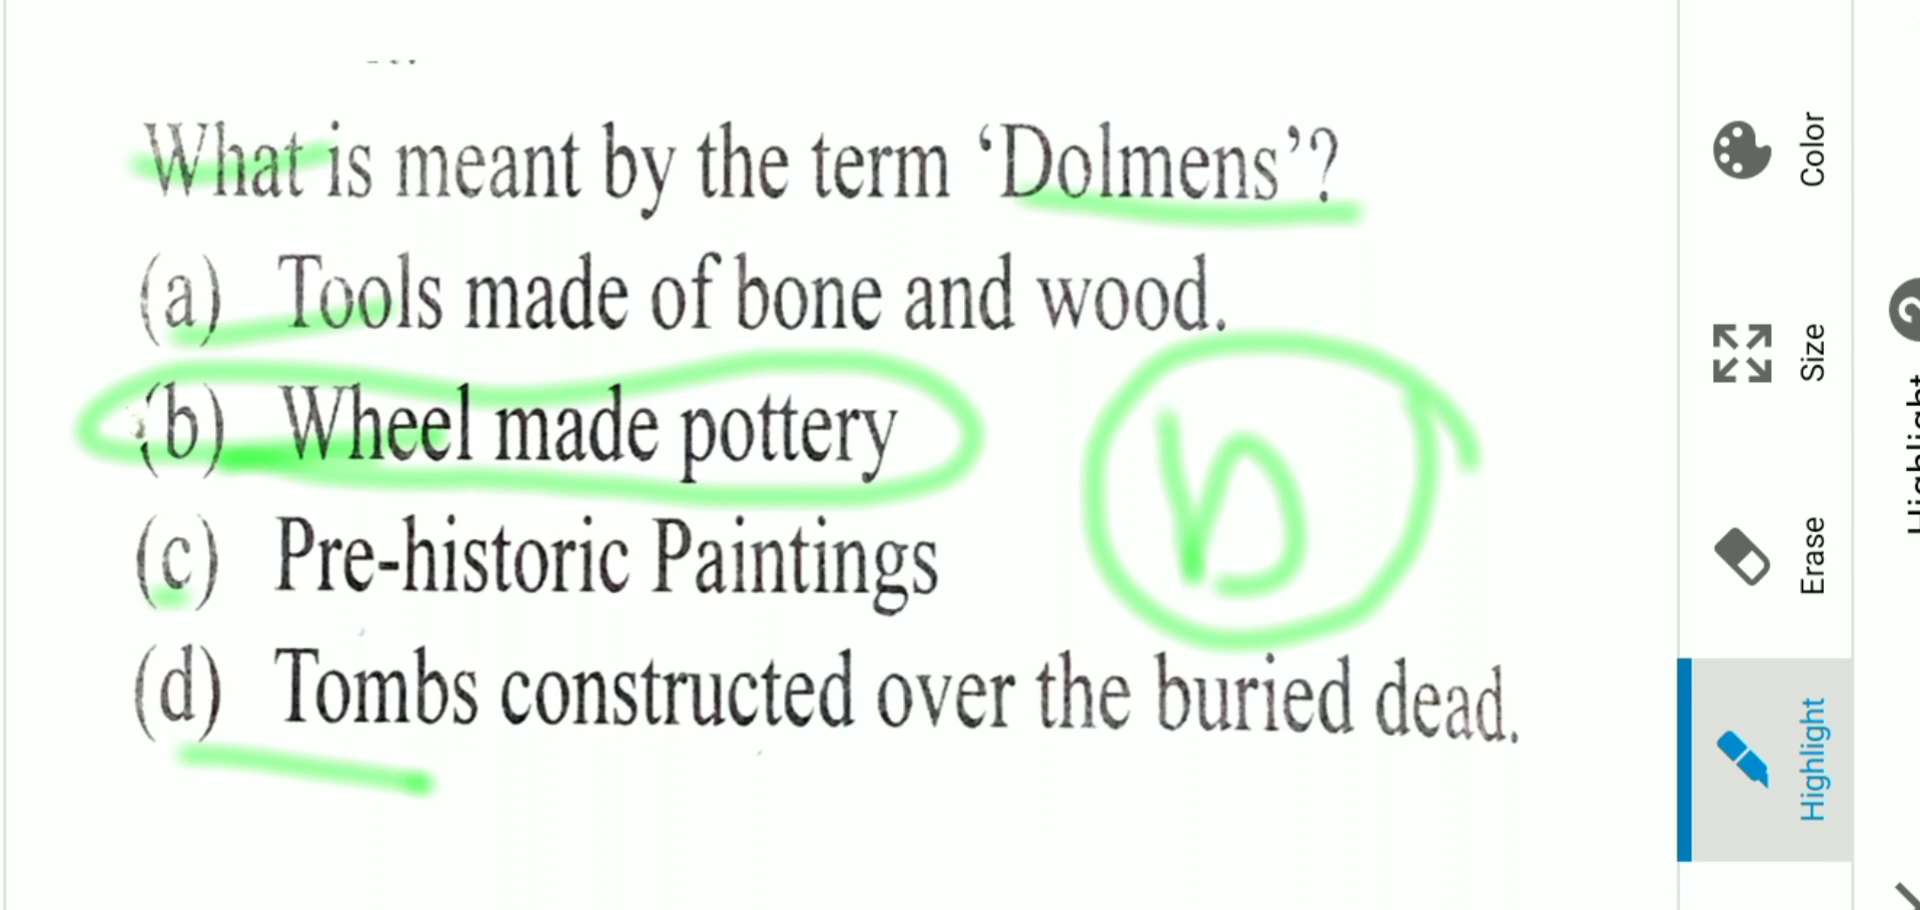 What is meant by the term ‘Dolmens’?
(a) Tools made of bone and wood.
(b) Wheel made pottery
b
(c) Pre-historic Paintings
(d) Tombs constructed over the buried dead.
Color
Size
Erase
Highlight
Highlight